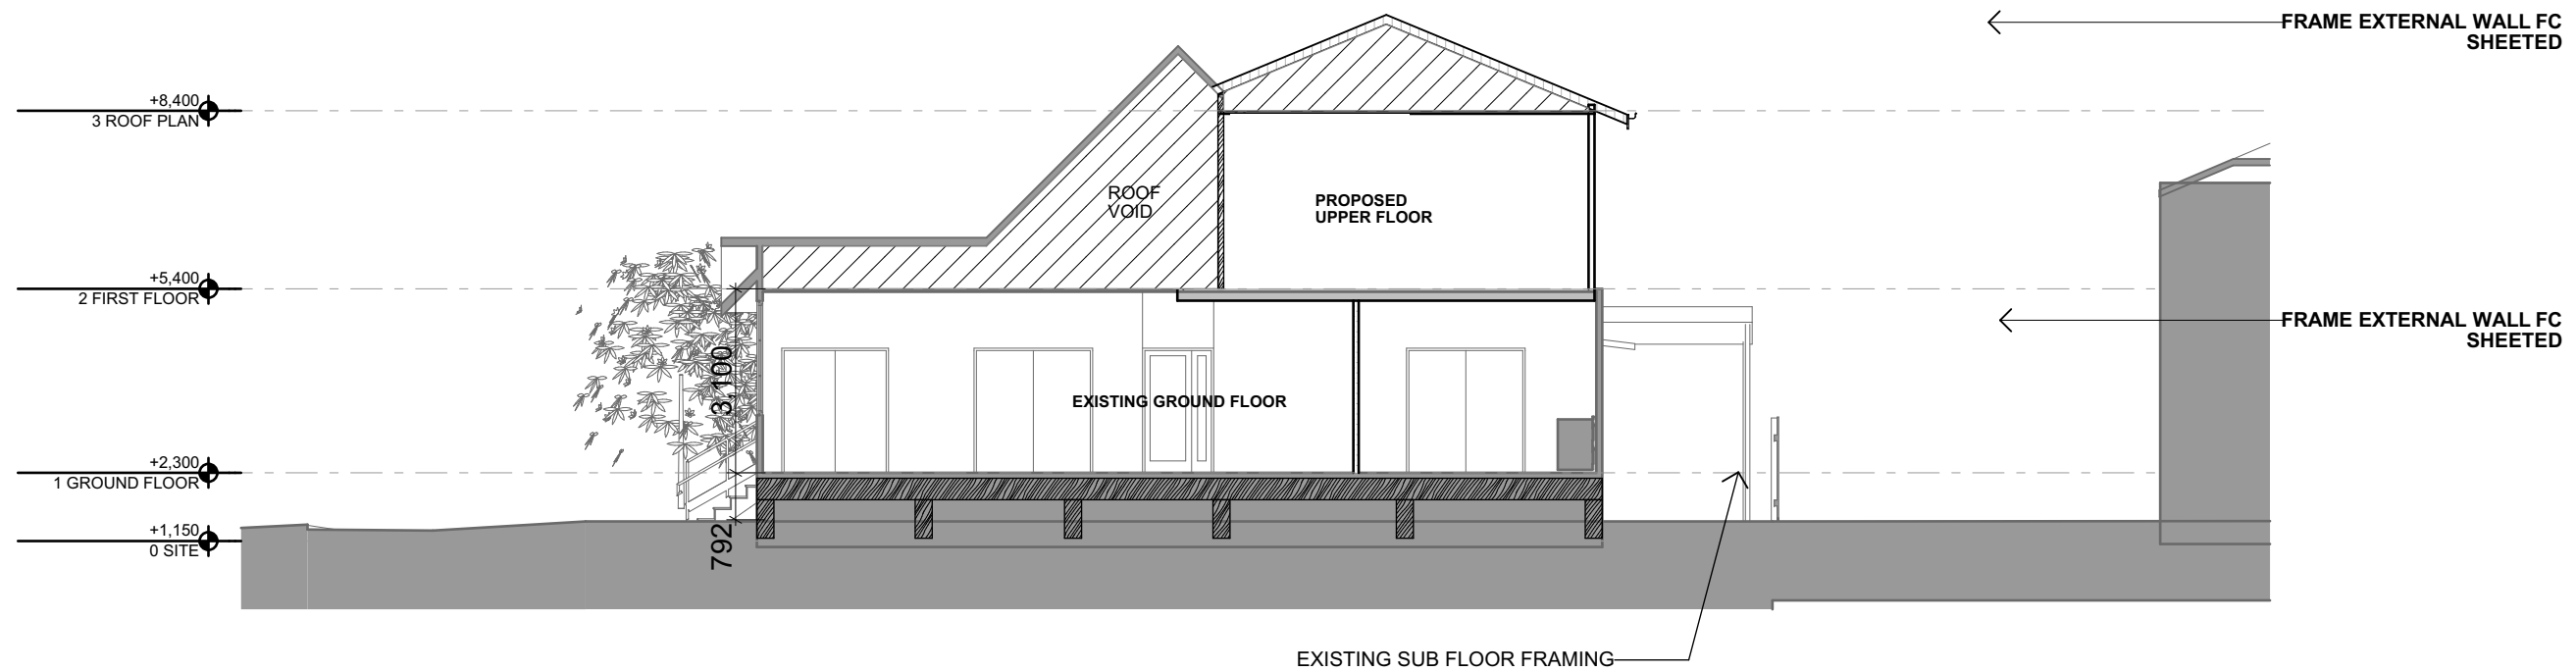 FRAME EXTERNAL WALL FC
SHEETED
+8,400
3 ROOF PLAN
ROOF
VOID
PROPOSED
UPPER FLOOR
+5,400
2 FIRST FLOOR
FRAME EXTERNAL WALL FC
SHEETED
3,100
EXISTING GROUND FLOOR
+2,300
1 GROUND FLOOR
+1,150
0 SITE
792
EXISTING SUB FLOOR FRAMING